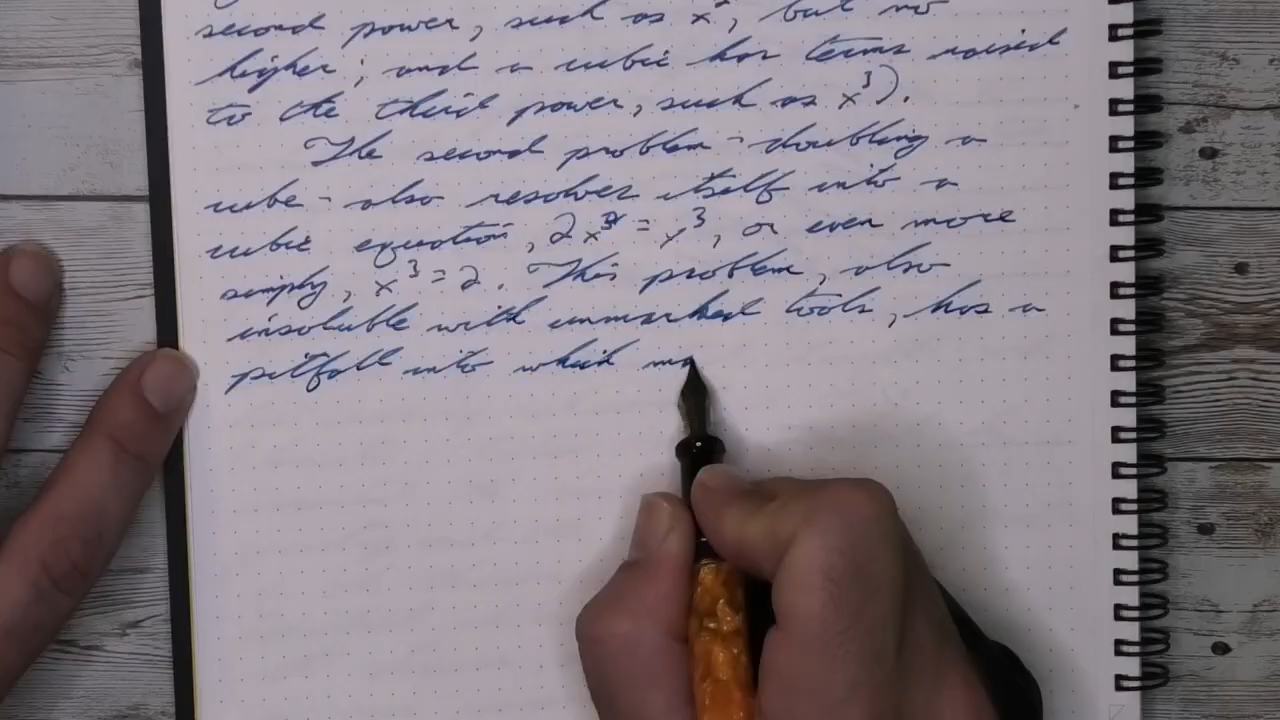 second power, such as x², but no
higher; and a cubic has terms raised
to the third power, such as x³).
The second problem - doubling a
cube - also resolves itself into a
cubic equation, 2x³ = y³, or even more
simply, x³ = 2. This problem, also
insoluble with unmarked tools, has a
pitfall into which ma